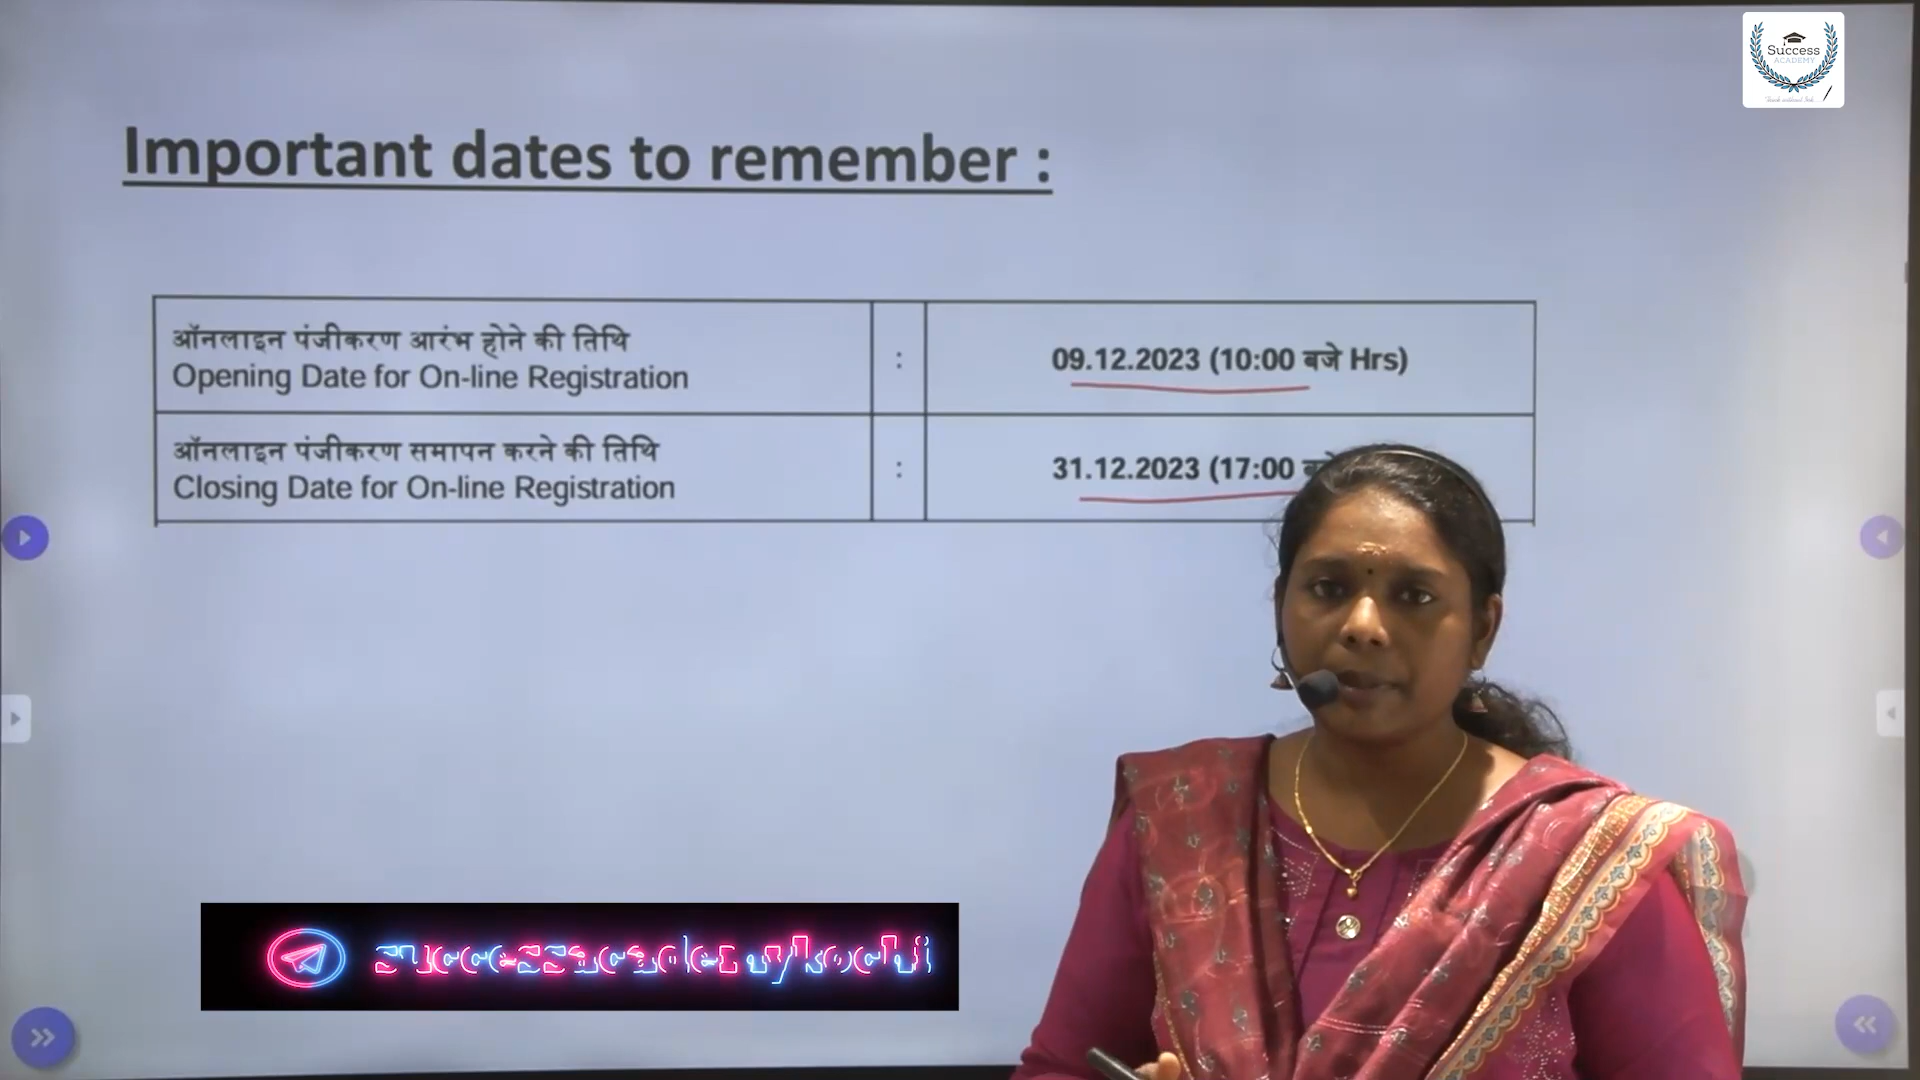 Success
ACADEMY
Important dates to remember :
ऑनलाइन पंजीकरण आरंभ होने की तिथि
Opening Date for On-line Registration
:
09.12.2023 (10:00 बजे Hrs)
ऑनलाइन पंजीकरण समापन करने की तिथि
Closing Date for On-line Registration
:
31.12.2023 (17:00